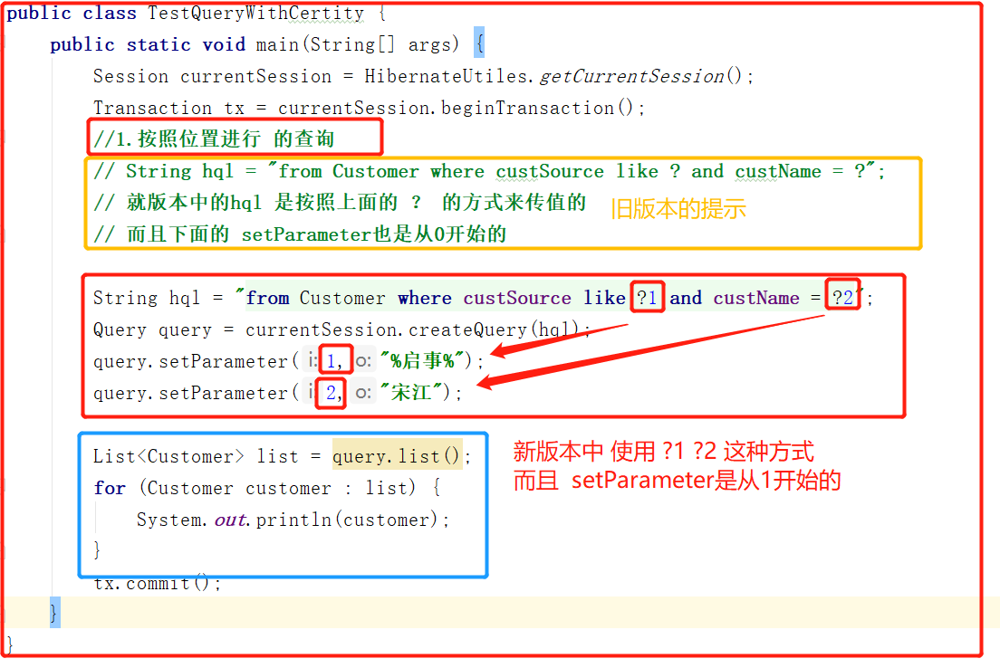 public class TestQueryWithCertity {
public static void main(String[] args) {
Session currentSession = HibernateUtiles.getCurrentSession();
Transaction tx = currentSession.beginTransaction();
//1.按照位置进行 的查询
// String hql = "from Customer where custSource like ? and custName = ?";
// 就版本中的hql 是按照上面的 ? 的方式来传值的
旧版本的提示
// 而且下面的 setParameter也是从0开始的
String hql = "from Customer where custSource like ?1 and custName = ?2";
Query query = currentSession.createQuery(hql);
query.setParameter( i: 1, o: "%启事%");
query.setParameter( i: 2, o: "宋江");
List<Customer> list = query.list();
新版本中 使用 ?1 ?2 这种方式
而且 setParameter是从1开始的
for (Customer customer : list) {
System.out.println(customer);
}
tx.commit();
}
}